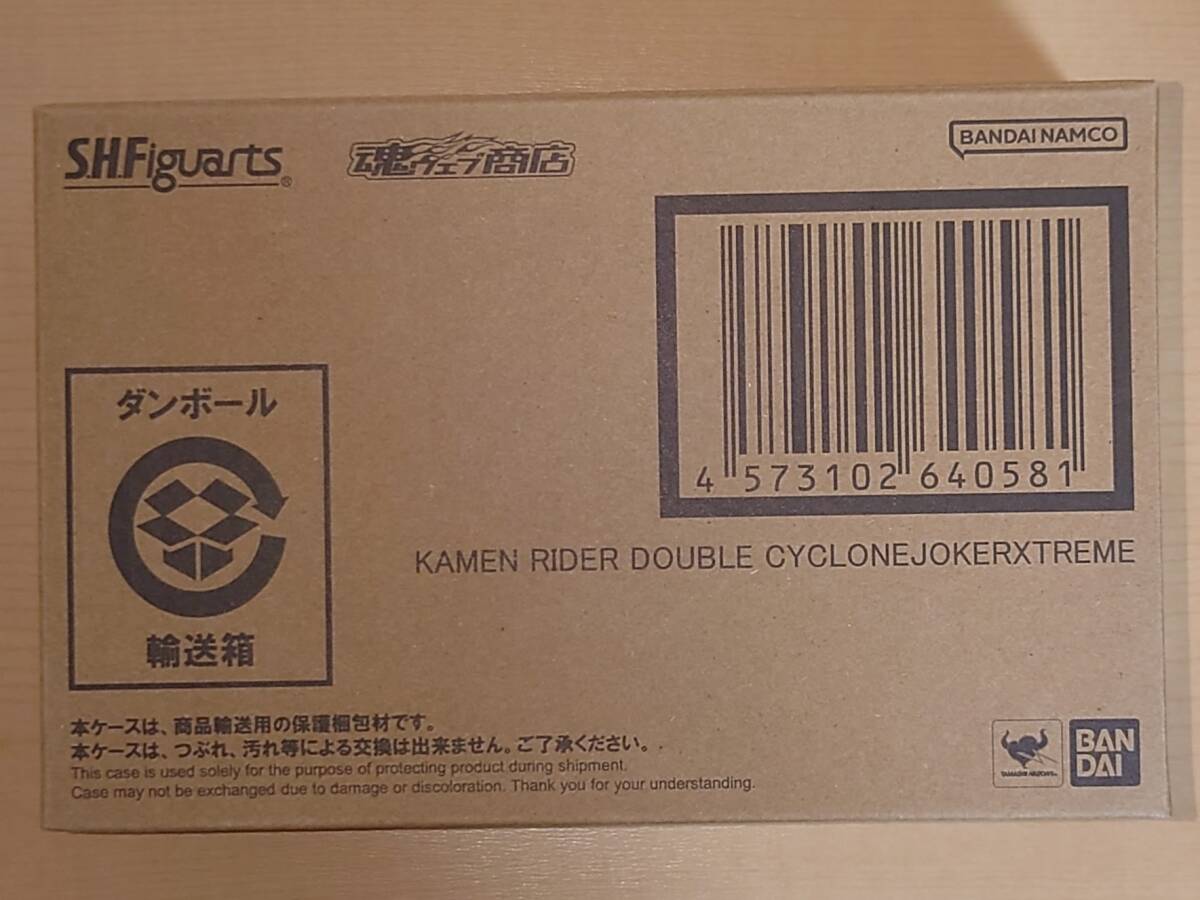 S.H.Figuarts®
魂ウェブ商店
BANDAI NAMCO
4 573102 640581
KAMEN RIDER DOUBLE CYCLONEJOKERXTREME
ダンボール
輸送箱
本ケースは、商品輸送用の保護梱包材です。
本ケースは、つぶれ、汚れ等による交換は出来ません。ご了承ください。
This case is used solely for the purpose of protecting product during shipment.
Case may not be exchanged due to damage or discoloration. Thank you for your understanding.
TAMASHII NATIONS
BAN
DAI